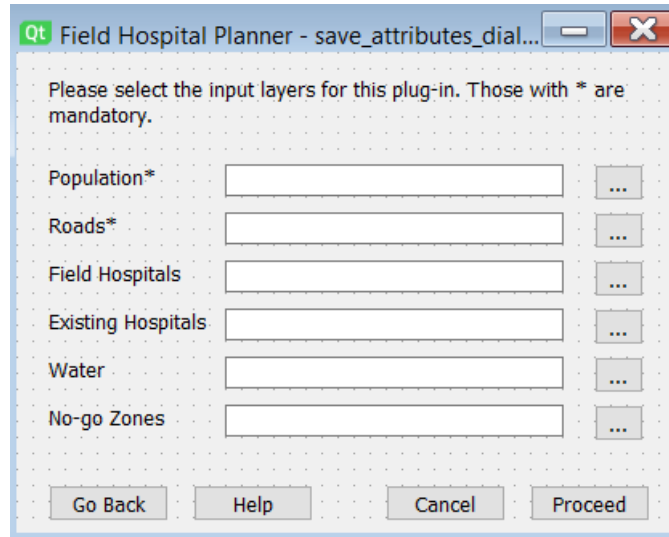 Qt Field Hospital Planner - save_attributes_dial...
Please select the input layers for this plug-in. Those with * are
mandatory.
Population* ...
Roads* ...
Field Hospitals ...
Existing Hospitals ...
Water ...
No-go Zones ...
Go Back Help Cancel Proceed